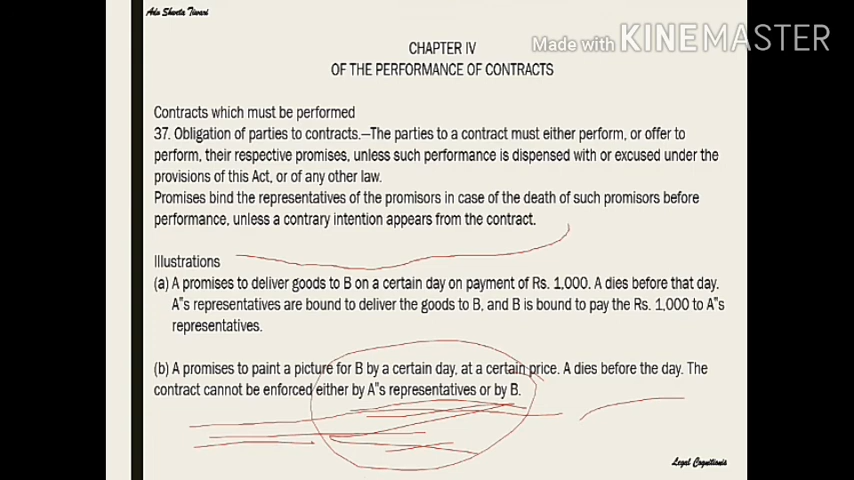 Adv Shweta Tiwari
Made with KINEMASTER
CHAPTER IV
OF THE PERFORMANCE OF CONTRACTS
Contracts which must be performed
37. Obligation of parties to contracts.—The parties to a contract must either perform, or offer to
perform, their respective promises, unless such performance is dispensed with or excused under the
provisions of this Act, or of any other law.
Promises bind the representatives of the promisors in case of the death of such promisors before
performance, unless a contrary intention appears from the contract.
Illustrations
(a) A promises to deliver goods to B on a certain day on payment of Rs. 1,000. A dies before that day.
A"s representatives are bound to deliver the goods to B, and B is bound to pay the Rs. 1,000 to A"s
representatives.
(b) A promises to paint a picture for B by a certain day, at a certain price. A dies before the day. The
contract cannot be enforced either by A"s representatives or by B.
Legal Cognitionis